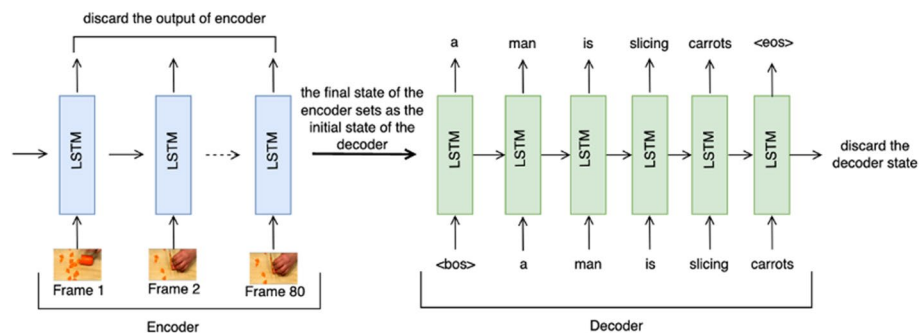 discard the output of encoder
LSTM
LSTM
LSTM
Frame 1
Frame 2
Frame 80
Encoder
the final state of the
encoder sets as the
initial state of the
decoder
a
man
is
slicing
carrots
<eos>
LSTM
LSTM
LSTM
LSTM
LSTM
LSTM
discard the
decoder state
<bos>
a
man
is
slicing
carrots
Decoder